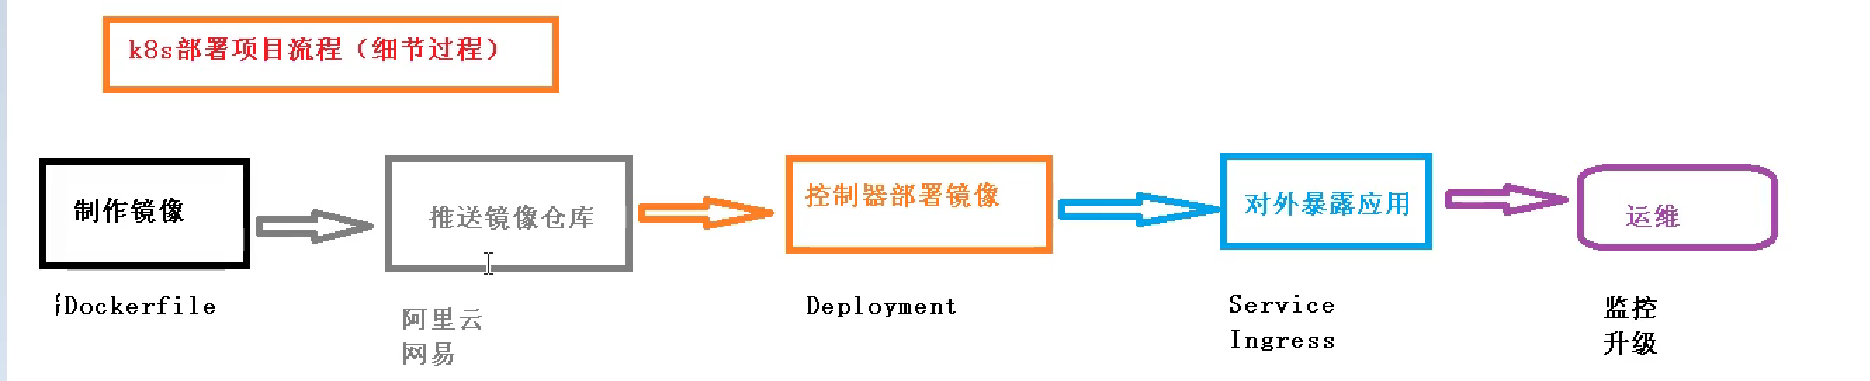 k8s部署项目流程（细节过程）
制作镜像
推送镜像仓库
控制器部署镜像
对外暴露应用
运维
Dockerfile
阿里云
网易
Deployment
Service
Ingress
监控
升级